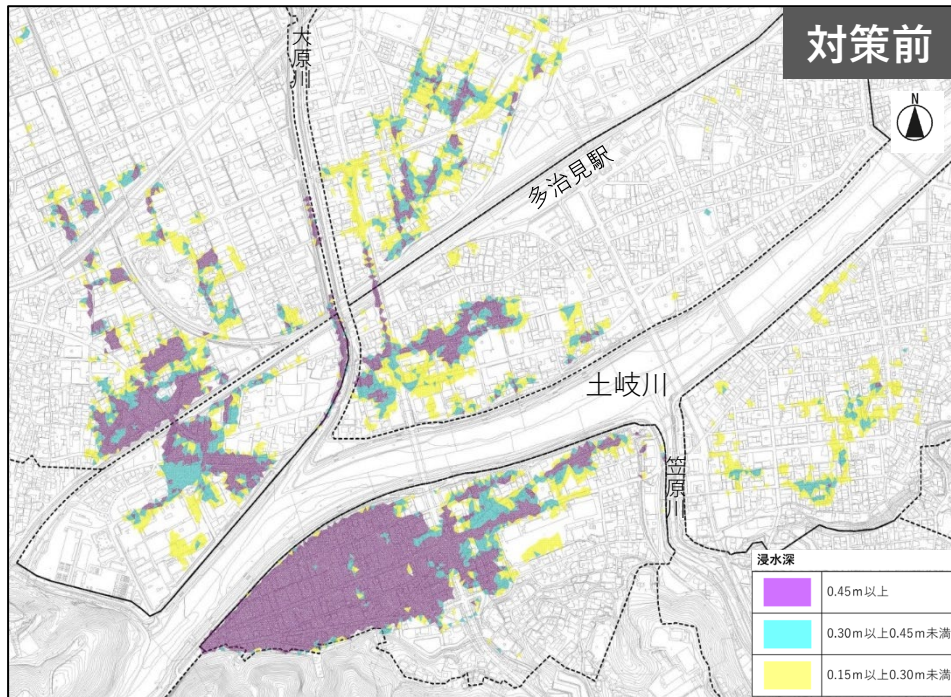 対策前
大原川
N
多治見駅
土岐川
笠原川
浸水深
0.45m以上
0.30m以上0.45m未満
0.15m以上0.30m未満